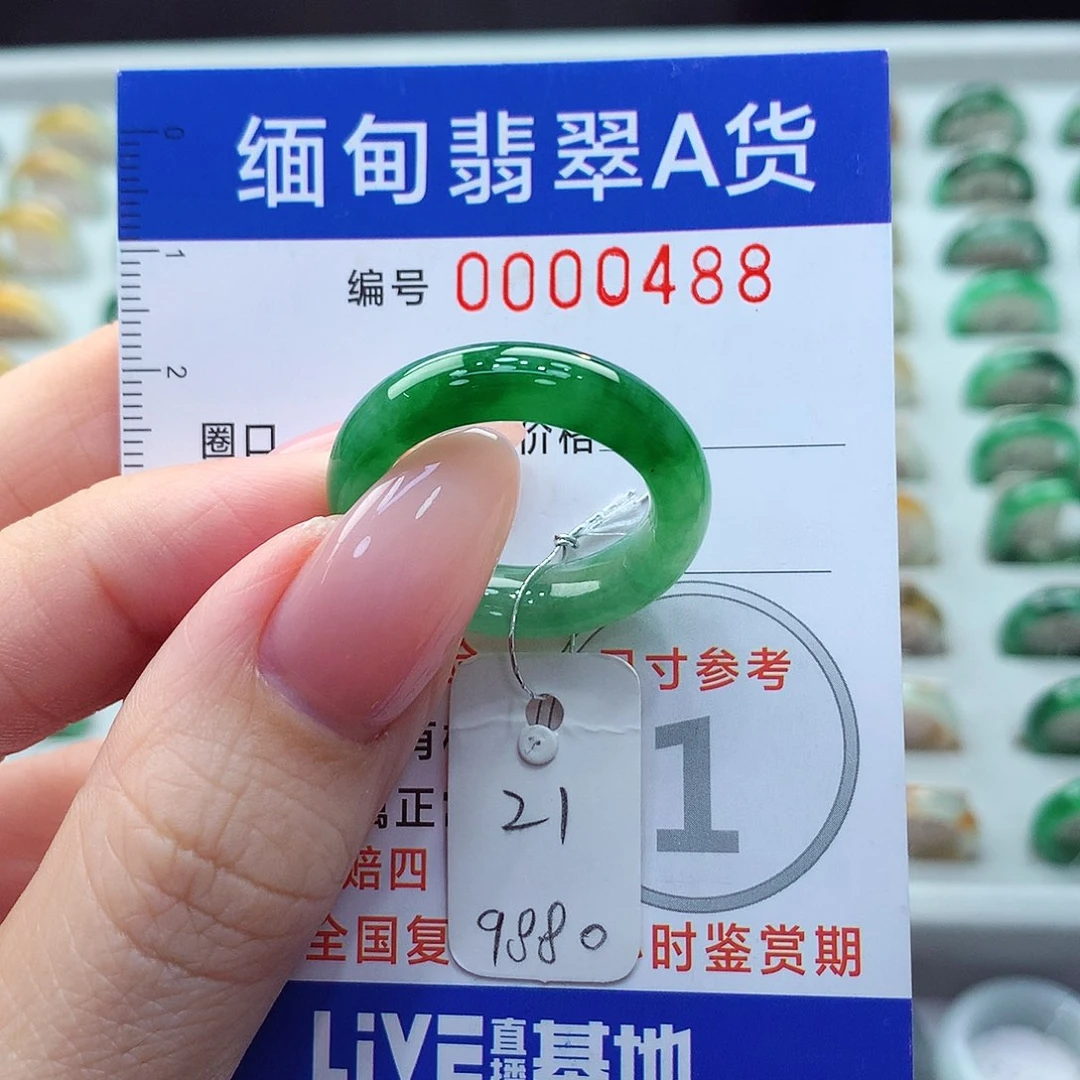 缅甸翡翠A货
0
1
2
编号 0000488
圈口
价格
寸参考
1
正
赔四
全国复
时鉴赏期
21
9880
LiVE直播基地